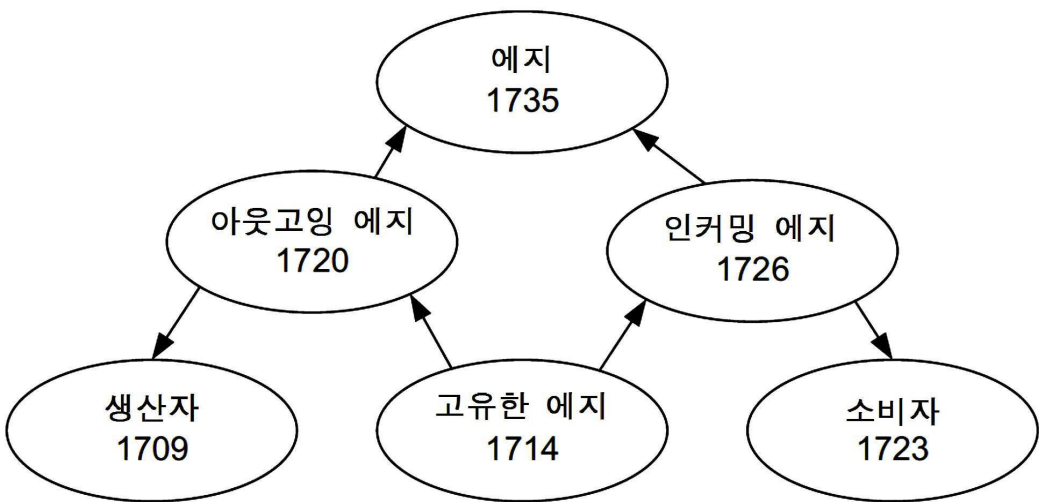 에지
1735
아웃고잉 에지
1720
인커밍 에지
1726
생산자
1709
고유한 에지
1714
소비자
1723